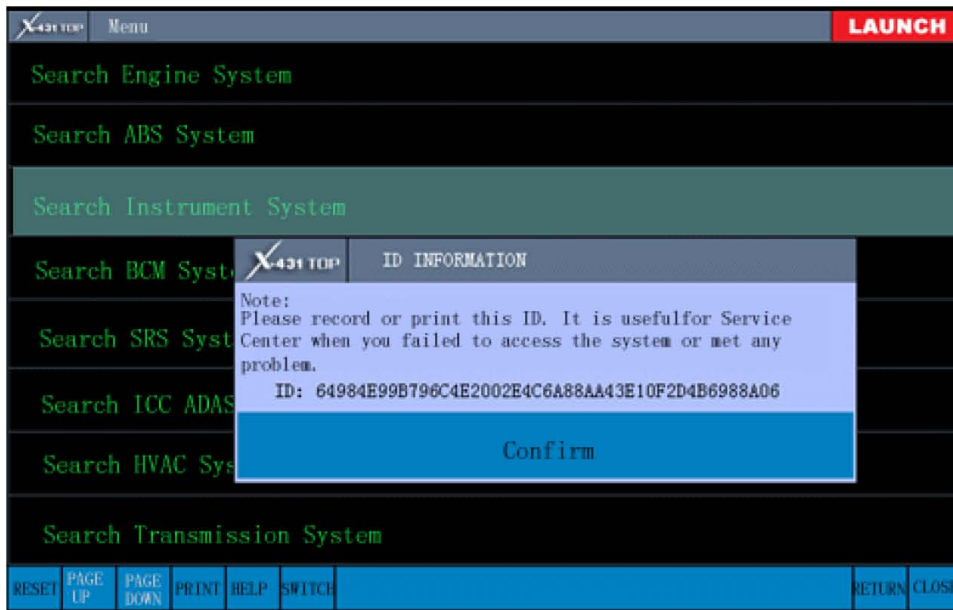 X-431 TOP Menu LAUNCH
Search Engine System
Search ABS System
Search Instrument System
Search BCM Syst
X-431 TOP ID INFORMATION
Note:
Please record or print this ID. It is usefulfor Service
Search SRS Syst
Center when you failed to access the system or met any
problem.
ID: 64984E99B796C4E2002E4C6A88AA43E10F2D4B6988A06
Search ICC ADAS
Confirm
Search HVAC Sys
Search Transmission System
RESET PAGE UP PAGE DOWN PRINT HELP SWITCH RETURN CLOSE